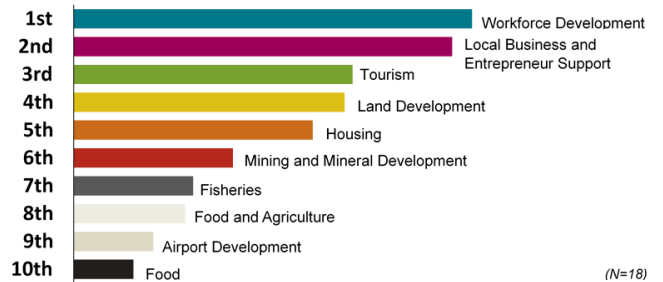 1st Workforce Development
2nd Local Business and
Entrepreneur Support
3rd Tourism
4th Land Development
5th Housing
6th Mining and Mineral Development
7th Fisheries
8th Food and Agriculture
9th Airport Development
10th Food
(N=18)